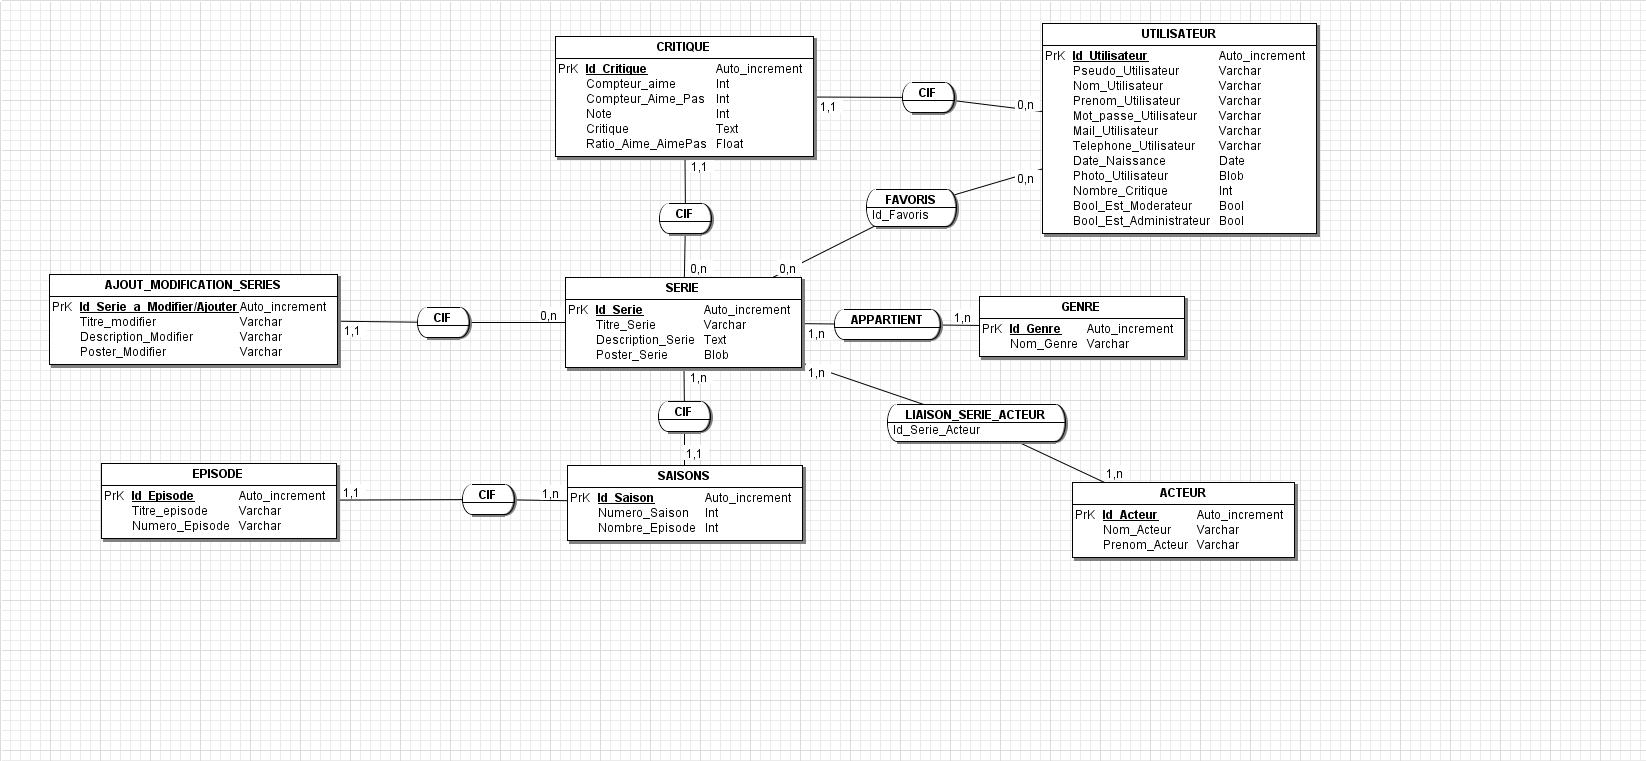 CRITIQUE
PrK Id_Critique Auto_increment
Compteur_aime Int
Compteur_Aime_Pas Int
Note Int
Critique Text
Ratio_Aime_AimePas Float
1,1
CIF
0,n
UTILISATEUR
PrK Id_Utilisateur Auto_increment
Pseudo_Utilisateur Varchar
Nom_Utilisateur Varchar
Prenom_Utilisateur Varchar
Mot_passe_Utilisateur Varchar
Mail_Utilisateur Varchar
Telephone_Utilisateur Varchar
Date_Naissance Date
Photo_Utilisateur Blob
Nombre_Critique Int
Bool_Est_Moderateur Bool
Bool_Est_Administrateur Bool
1,1
CIF
0,n
0,n
FAVORIS
Id_Favoris
0,n
AJOUT_MODIFICATION_SERIES
PrK Id_Serie_a_Modifier/Ajouter Auto_increment
Titre_modifier Varchar
Description_Modifier Varchar
Poster_Modifier Varchar
1,1
CIF
0,n
SERIE
PrK Id_Serie Auto_increment
Titre_Serie Varchar
Description_Serie Text
Poster_Serie Blob
1,n
APPARTIENT
1,n
GENRE
PrK Id_Genre Auto_increment
Nom_Genre Varchar
1,n
CIF
1,1
1,n
LIAISON_SERIE_ACTEUR
Id_Serie_Acteur
1,n
EPISODE
PrK Id_Episode Auto_increment
Titre_episode Varchar
Numero_Episode Varchar
1,1
CIF
1,n
SAISONS
PrK Id_Saison Auto_increment
Numero_Saison Int
Nombre_Episode Int
ACTEUR
PrK Id_Acteur Auto_increment
Nom_Acteur Varchar
Prenom_Acteur Varchar